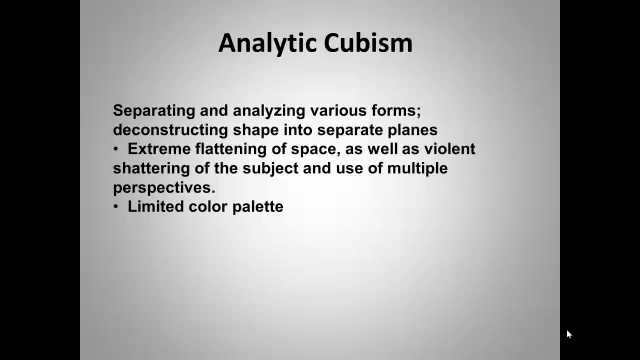 Analytic Cubism
Separating and analyzing various forms;
deconstructing shape into separate planes
• Extreme flattening of space, as well as violent
shattering of the subject and use of multiple
perspectives.
• Limited color palette